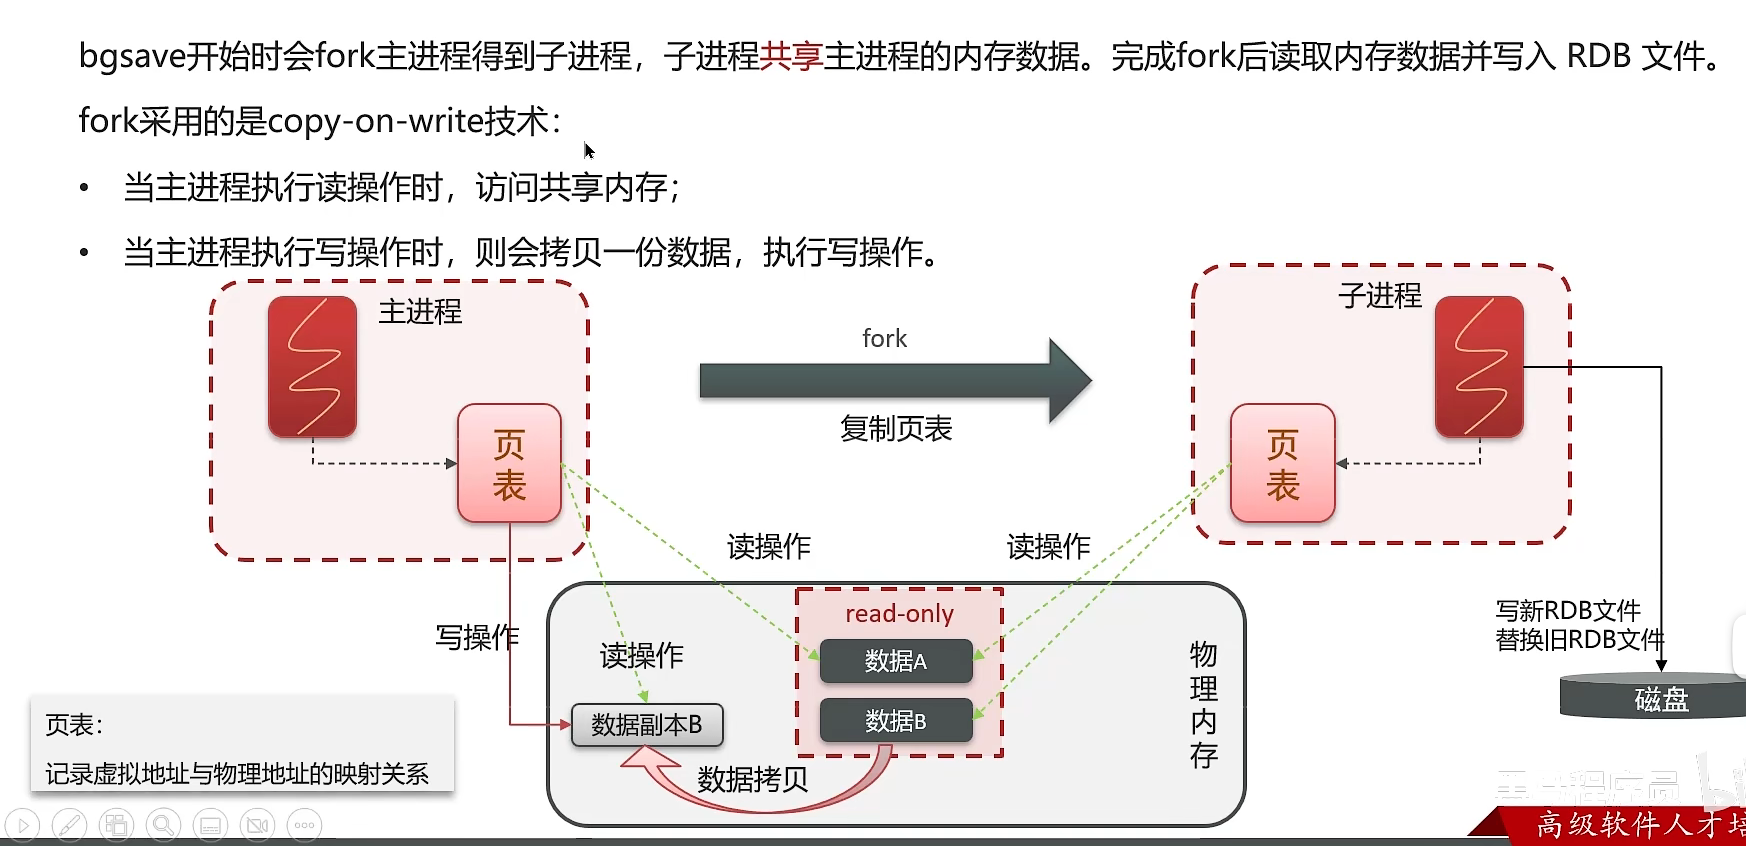 bgsave开始时会fork主进程得到子进程，子进程共享主进程的内存数据。完成fork后读取内存数据并写入 RDB 文件。
fork采用的是copy-on-write技术：
• 当主进程执行读操作时，访问共享内存；
• 当主进程执行写操作时，则会拷贝一份数据，执行写操作。
主进程
页表
fork
复制页表
子进程
页表
读操作
读操作
写操作
读操作
read-only
数据A
数据B
数据副本B
数据拷贝
物理内存
写新RDB文件
替换旧RDB文件
磁盘
页表：
记录虚拟地址与物理地址的映射关系
程序员
高级软件人才培